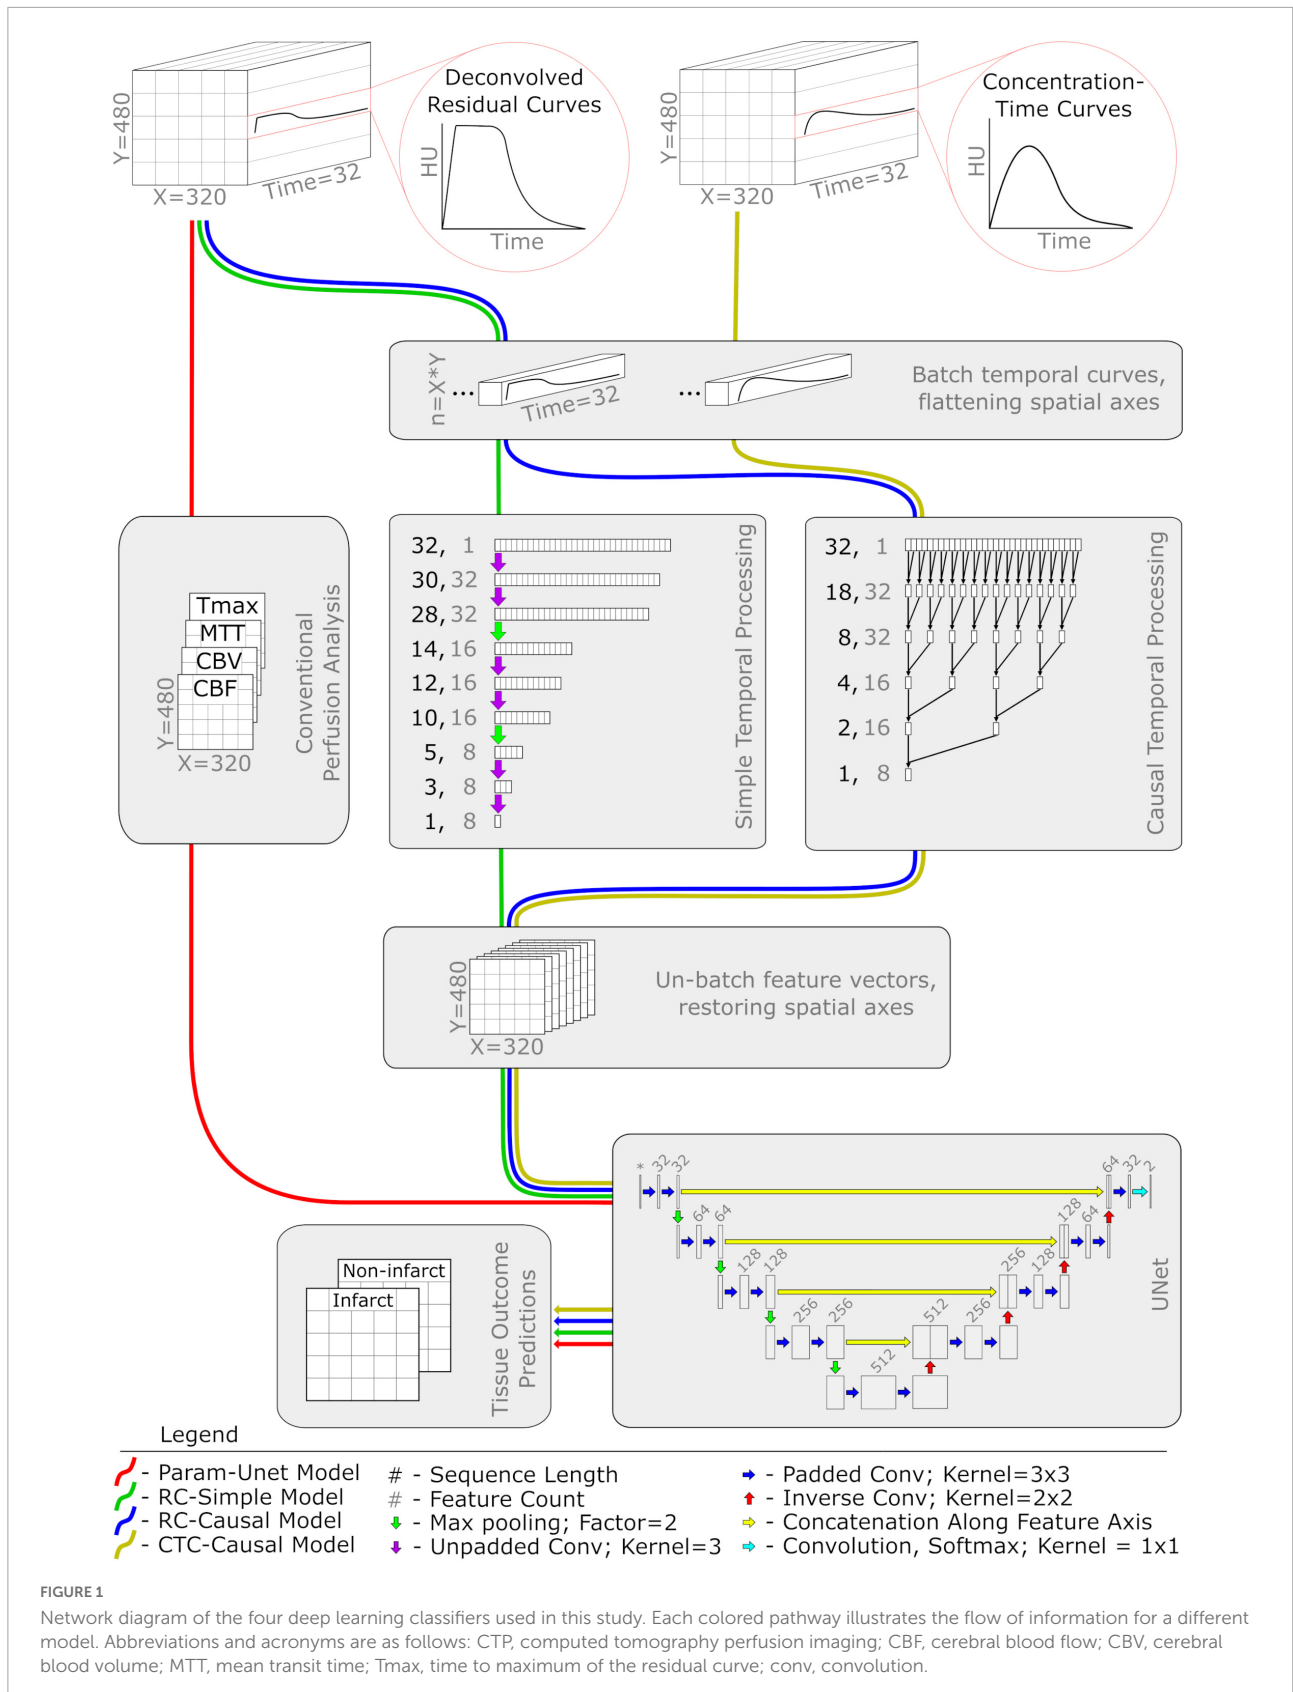 Deconvolved
Residual Curves
HU
Time
Y=480
X=320
Time=32
Concentration-
Time Curves
HU
Time
Y=480
X=320
Time=32
n=X*Y
...
Time=32
...
Batch temporal curves,
flattening spatial axes
Tmax
MTT
CBV
CBF
Y=480
X=320
Conventional
Perfusion Analysis
32, 1
30, 32
28, 32
14, 16
12, 16
10, 16
5, 8
3, 8
1, 8
Simple Temporal Processing
32, 1
18, 32
8, 32
4, 16
2, 16
1, 8
Causal Temporal Processing
Y=480
X=320
Un-batch feature vectors,
restoring spatial axes
* 32 32 64 32 2
64 64 128 64
128 128 256 128
256 256 512 256
512
UNet
Non-infarct
Infarct
Tissue Outcome
Predictions
Legend
- Param-Unet Model
- RC-Simple Model
- RC-Causal Model
- CTC-Causal Model
# - Sequence Length
# - Feature Count
- Max pooling; Factor=2
- Unpadded Conv; Kernel=3
- Padded Conv; Kernel=3x3
- Inverse Conv; Kernel=2x2
- Concatenation Along Feature Axis
- Convolution, Softmax; Kernel = 1x1
FIGURE 1
Network diagram of the four deep learning classifiers used in this study. Each colored pathway illustrates the flow of information for a different
model. Abbreviations and acronyms are as follows: CTP, computed tomography perfusion imaging; CBF, cerebral blood flow; CBV, cerebral
blood volume; MTT, mean transit time; Tmax, time to maximum of the residual curve; conv, convolution.